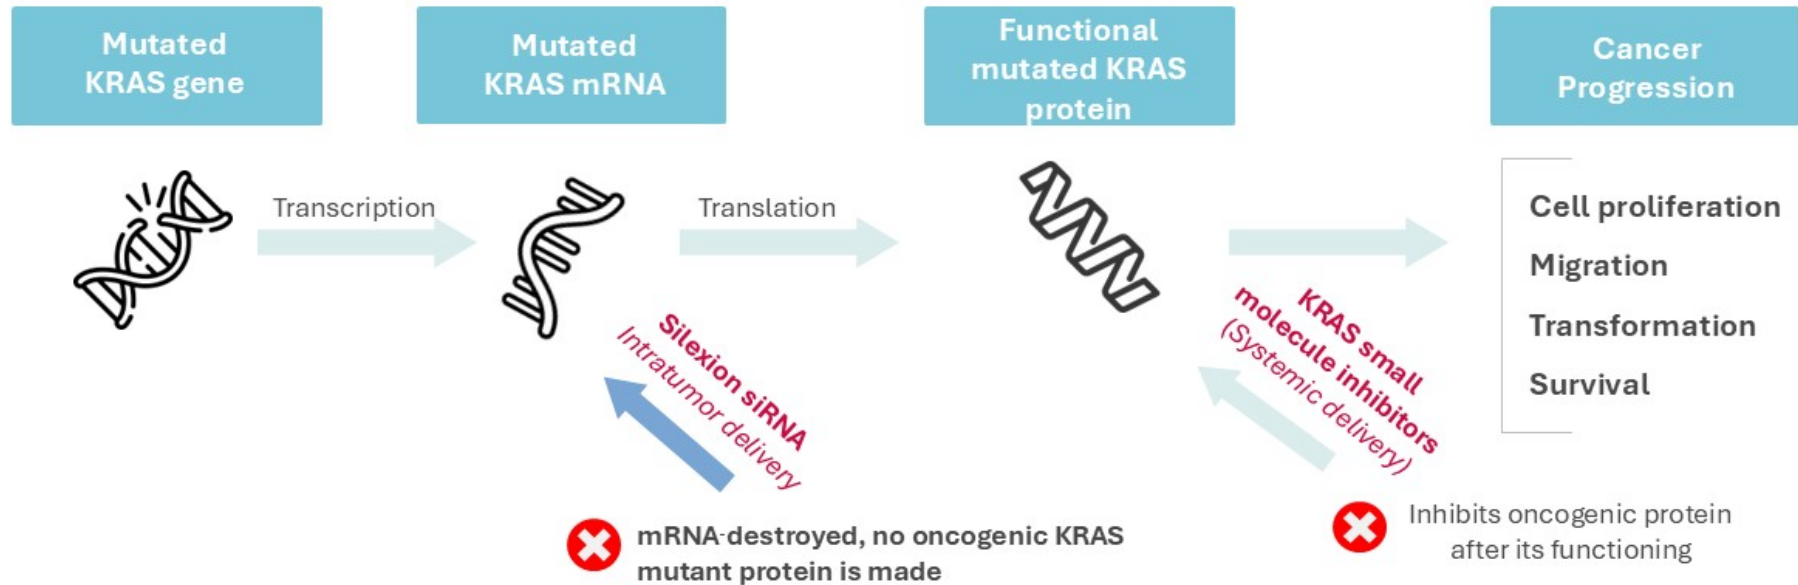 Mutated
KRAS gene
Mutated
KRAS mRNA
Functional
mutated KRAS
protein
Cancer
Progression
Transcription
Translation
Cell proliferation
Migration
Transformation
Survival
Silexion siRNA
Intratumor delivery
KRAS small
molecule inhibitors
(Systemic delivery)
mRNA-destroyed, no oncogenic KRAS
mutant protein is made
Inhibits oncogenic protein
after its functioning